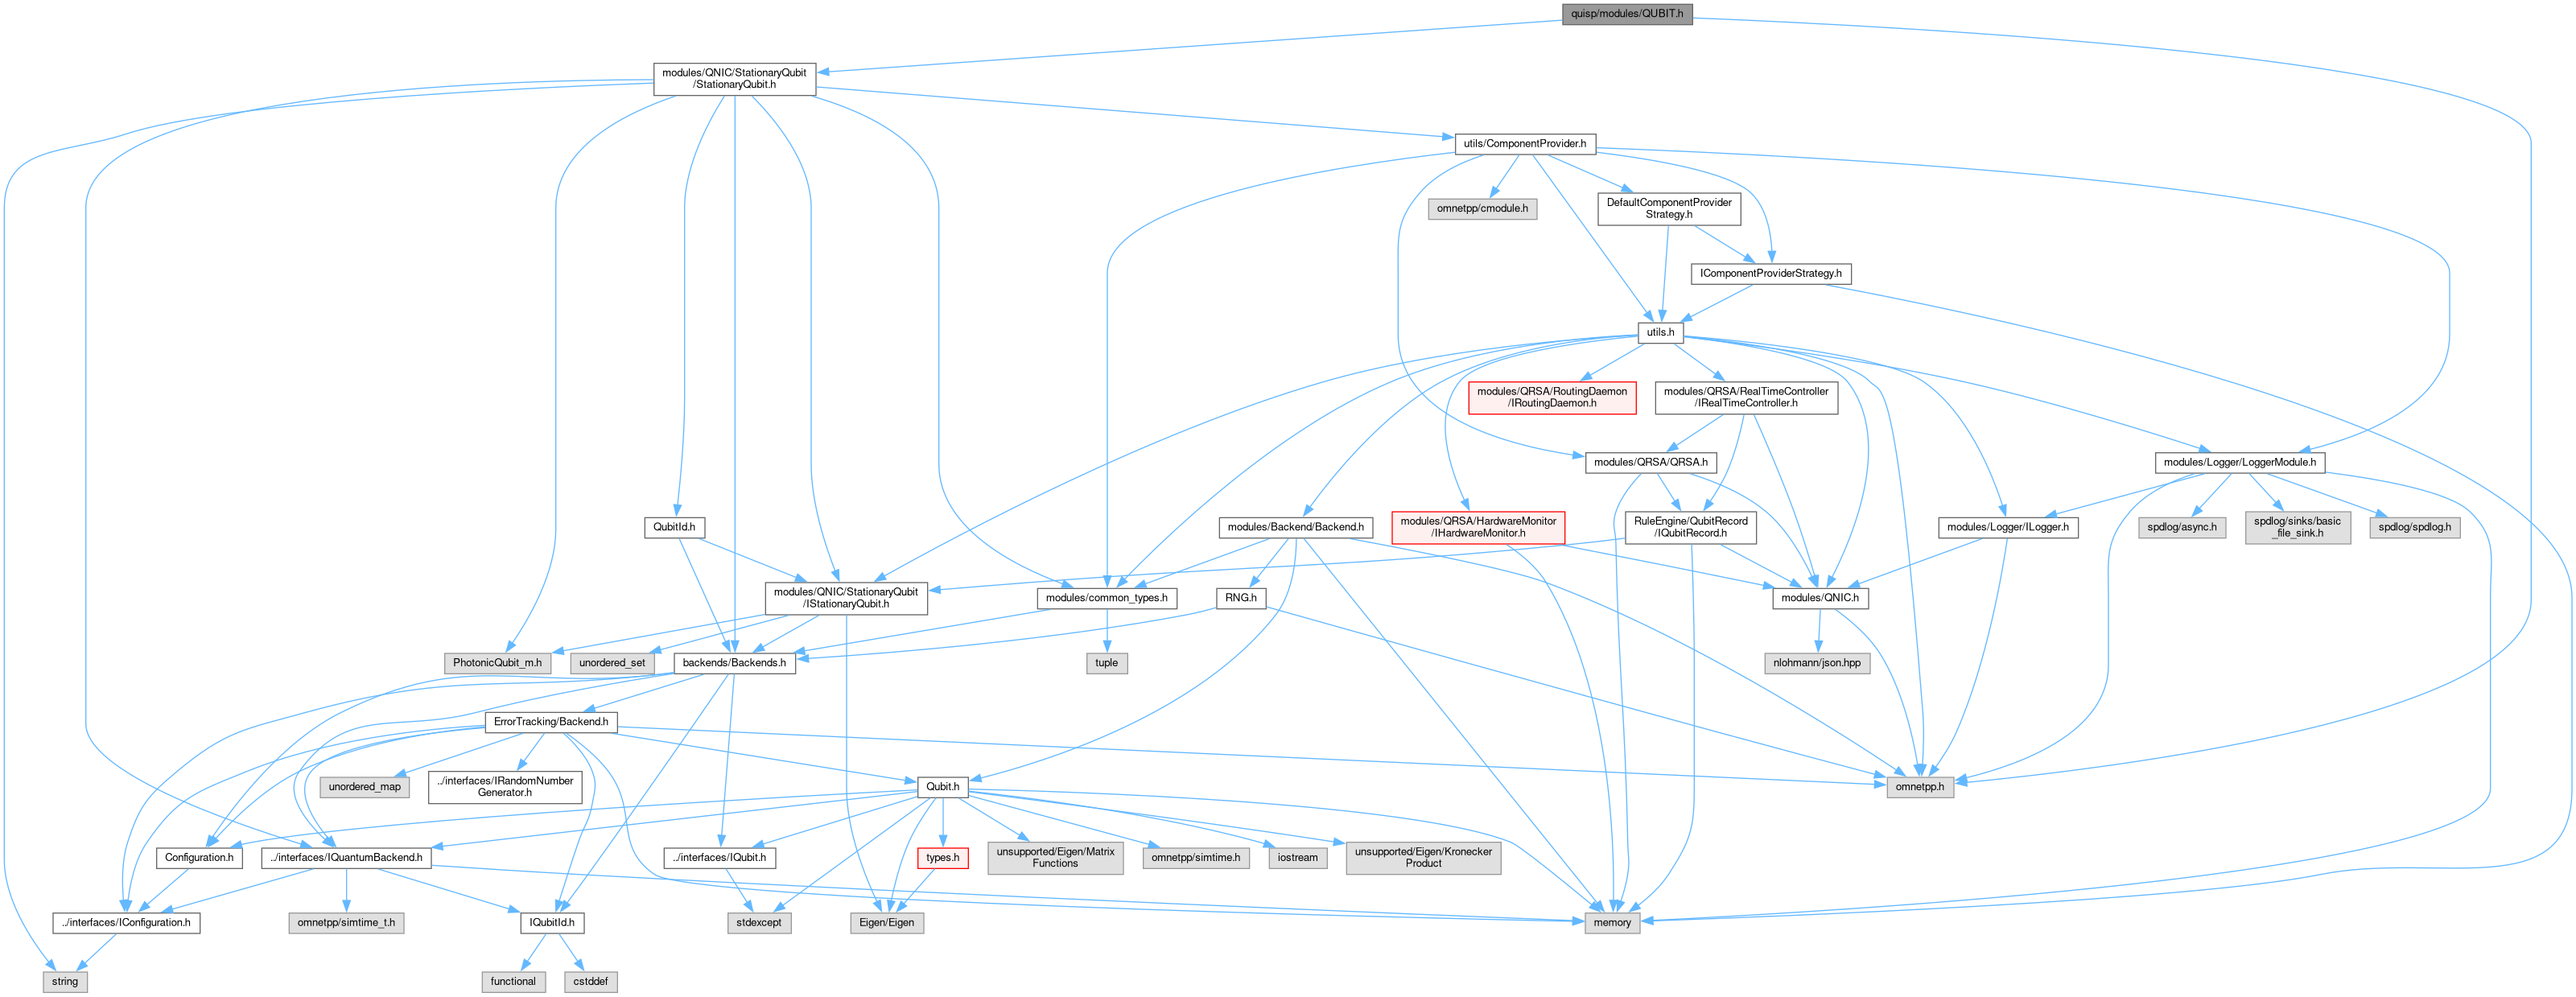 quisp/modules/QUBIT.h
modules/QNIC/StationaryQubit
/StationaryQubit.h
utils/ComponentProvider.h
omnetpp/cmodule.h
DefaultComponentProvider
Strategy.h
IComponentProviderStrategy.h
utils.h
modules/QRSA/RoutingDaemon
/IRoutingDaemon.h
modules/QRSA/RealTimeController
/IRealTimeController.h
modules/QRSA/QRSA.h
modules/Logger/LoggerModule.h
QubitId.h
modules/Backend/Backend.h
modules/QRSA/HardwareMonitor
/IHardwareMonitor.h
RuleEngine/QubitRecord
/IQubitRecord.h
modules/Logger/ILogger.h
spdlog/async.h
spdlog/sinks/basic
_file_sink.h
spdlog/spdlog.h
modules/QNIC/StationaryQubit
/IStationaryQubit.h
modules/common_types.h
RNG.h
modules/QNIC.h
PhotonicQubit_m.h
unordered_set
backends/Backends.h
tuple
nlohmann/json.hpp
ErrorTracking/Backend.h
unordered_map
../interfaces/IRandomNumber
Generator.h
Qubit.h
omnetpp.h
Configuration.h
../interfaces/IQuantumBackend.h
../interfaces/IQubit.h
types.h
unsupported/Eigen/Matrix
Functions
omnetpp/simtime.h
iostream
unsupported/Eigen/Kronecker
Product
../interfaces/IConfiguration.h
omnetpp/simtime_t.h
IQubitId.h
stdexcept
Eigen/Eigen
memory
string
functional
cstddef